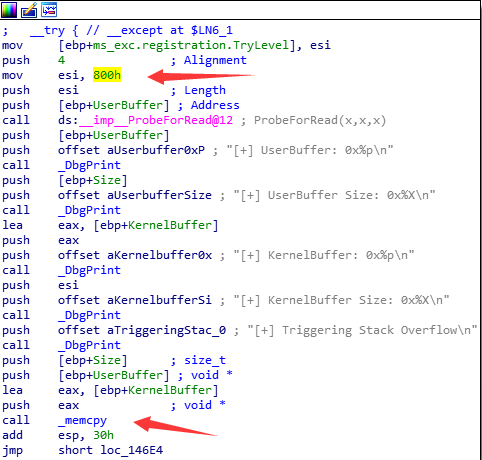 ;   __try { // __except at $LN6_1
mov     [ebp+ms_exc.registration.TryLevel], esi
push    4               ; Alignment
mov     esi, 800h
push    esi             ; Length
push    [ebp+UserBuffer] ; Address
call    ds:__imp__ProbeForRead@12 ; ProbeForRead(x,x,x)
push    [ebp+UserBuffer]
push    offset aUserbuffer0xP ; "[+] UserBuffer: 0x%p\n"
call    _DbgPrint
push    [ebp+Size]
push    offset aUserbufferSize ; "[+] UserBuffer Size: 0x%X\n"
call    _DbgPrint
lea     eax, [ebp+KernelBuffer]
push    eax
push    offset aKernelbuffer0x ; "[+] KernelBuffer: 0x%p\n"
call    _DbgPrint
push    esi
push    offset aKernelbufferSi ; "[+] KernelBuffer Size: 0x%X\n"
call    _DbgPrint
push    offset aTriggeringStac_0 ; "[+] Triggering Stack Overflow\n"
call    _DbgPrint
push    [ebp+Size]      ; size_t
push    [ebp+UserBuffer] ; void *
lea     eax, [ebp+KernelBuffer]
push    eax             ; void *
call    _memcpy
add     esp, 30h
jmp     short loc_146E4